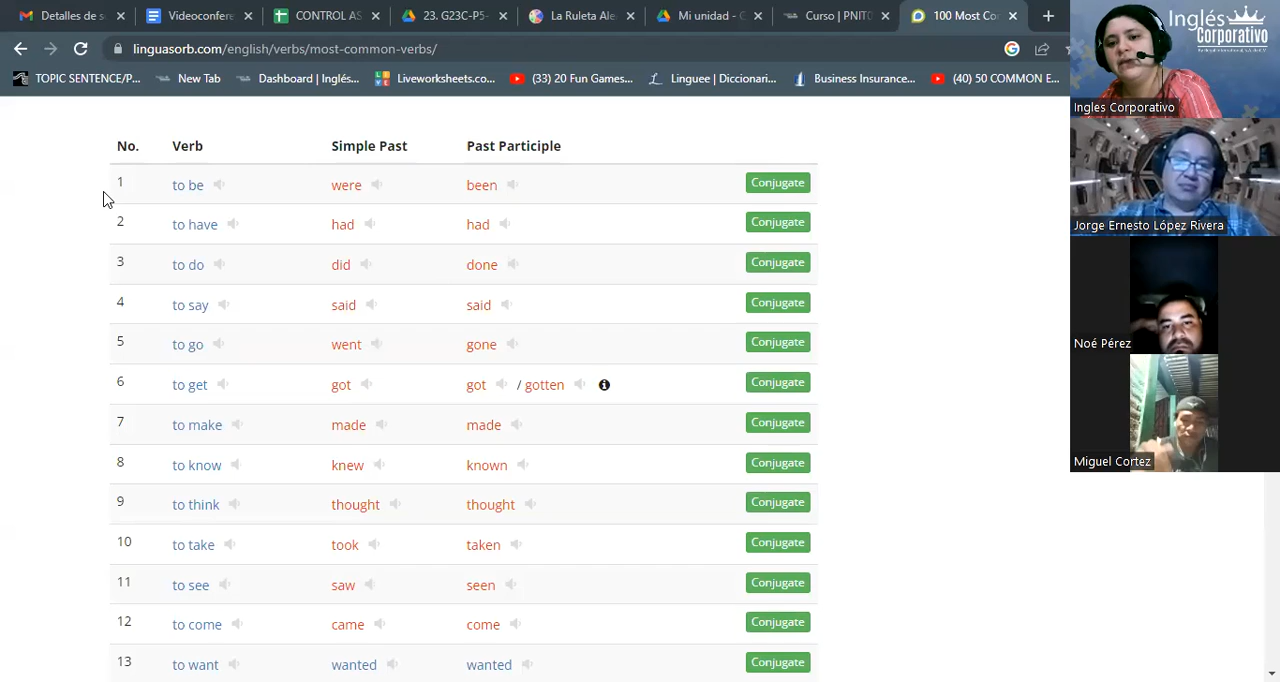 Detalles de s
Videoconfere
CONTROL AS
23. G23C-P5-
La Ruleta Ale
Mi unidad - G
Curso | PNIT0
100 Most Co
linguasorb.com/english/verbs/most-common-verbs/
TOPIC SENTENCE/P...
New Tab
Dashboard | Inglés...
Liveworksheets.co...
(33) 20 Fun Games...
Linguee | Diccionari...
Business Insurance...
(40) 50 COMMON E...
No. Verb Simple Past Past Participle
1 to be were been Conjugate
2 to have had had Conjugate
3 to do did done Conjugate
4 to say said said Conjugate
5 to go went gone Conjugate
6 to get got got / gotten Conjugate
7 to make made made Conjugate
8 to know knew known Conjugate
9 to think thought thought Conjugate
10 to take took taken Conjugate
11 to see saw seen Conjugate
12 to come came come Conjugate
13 to want wanted wanted Conjugate
Inglés
Corporativo
Ingles Corporativo
Jorge Ernesto López Rivera
Noé Pérez
Miguel Cortez